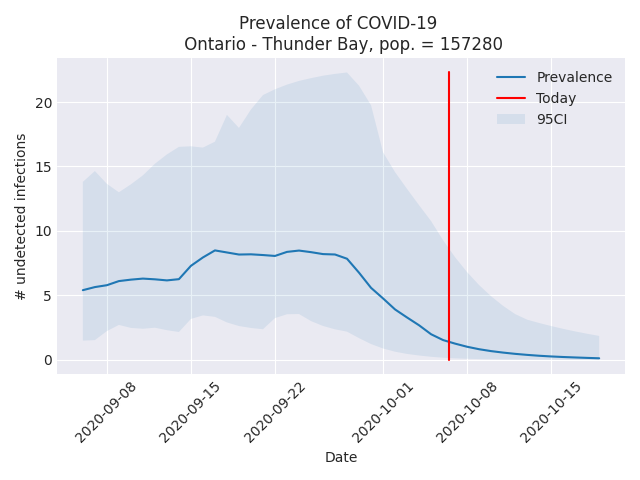 Prevalence of COVID-19
Ontario - Thunder Bay, pop. = 157280
Prevalence
Today
95CI
# undetected infections
20
15
10
5
0
2020-09-08
2020-09-15
2020-09-22
2020-10-01
2020-10-08
2020-10-15
Date